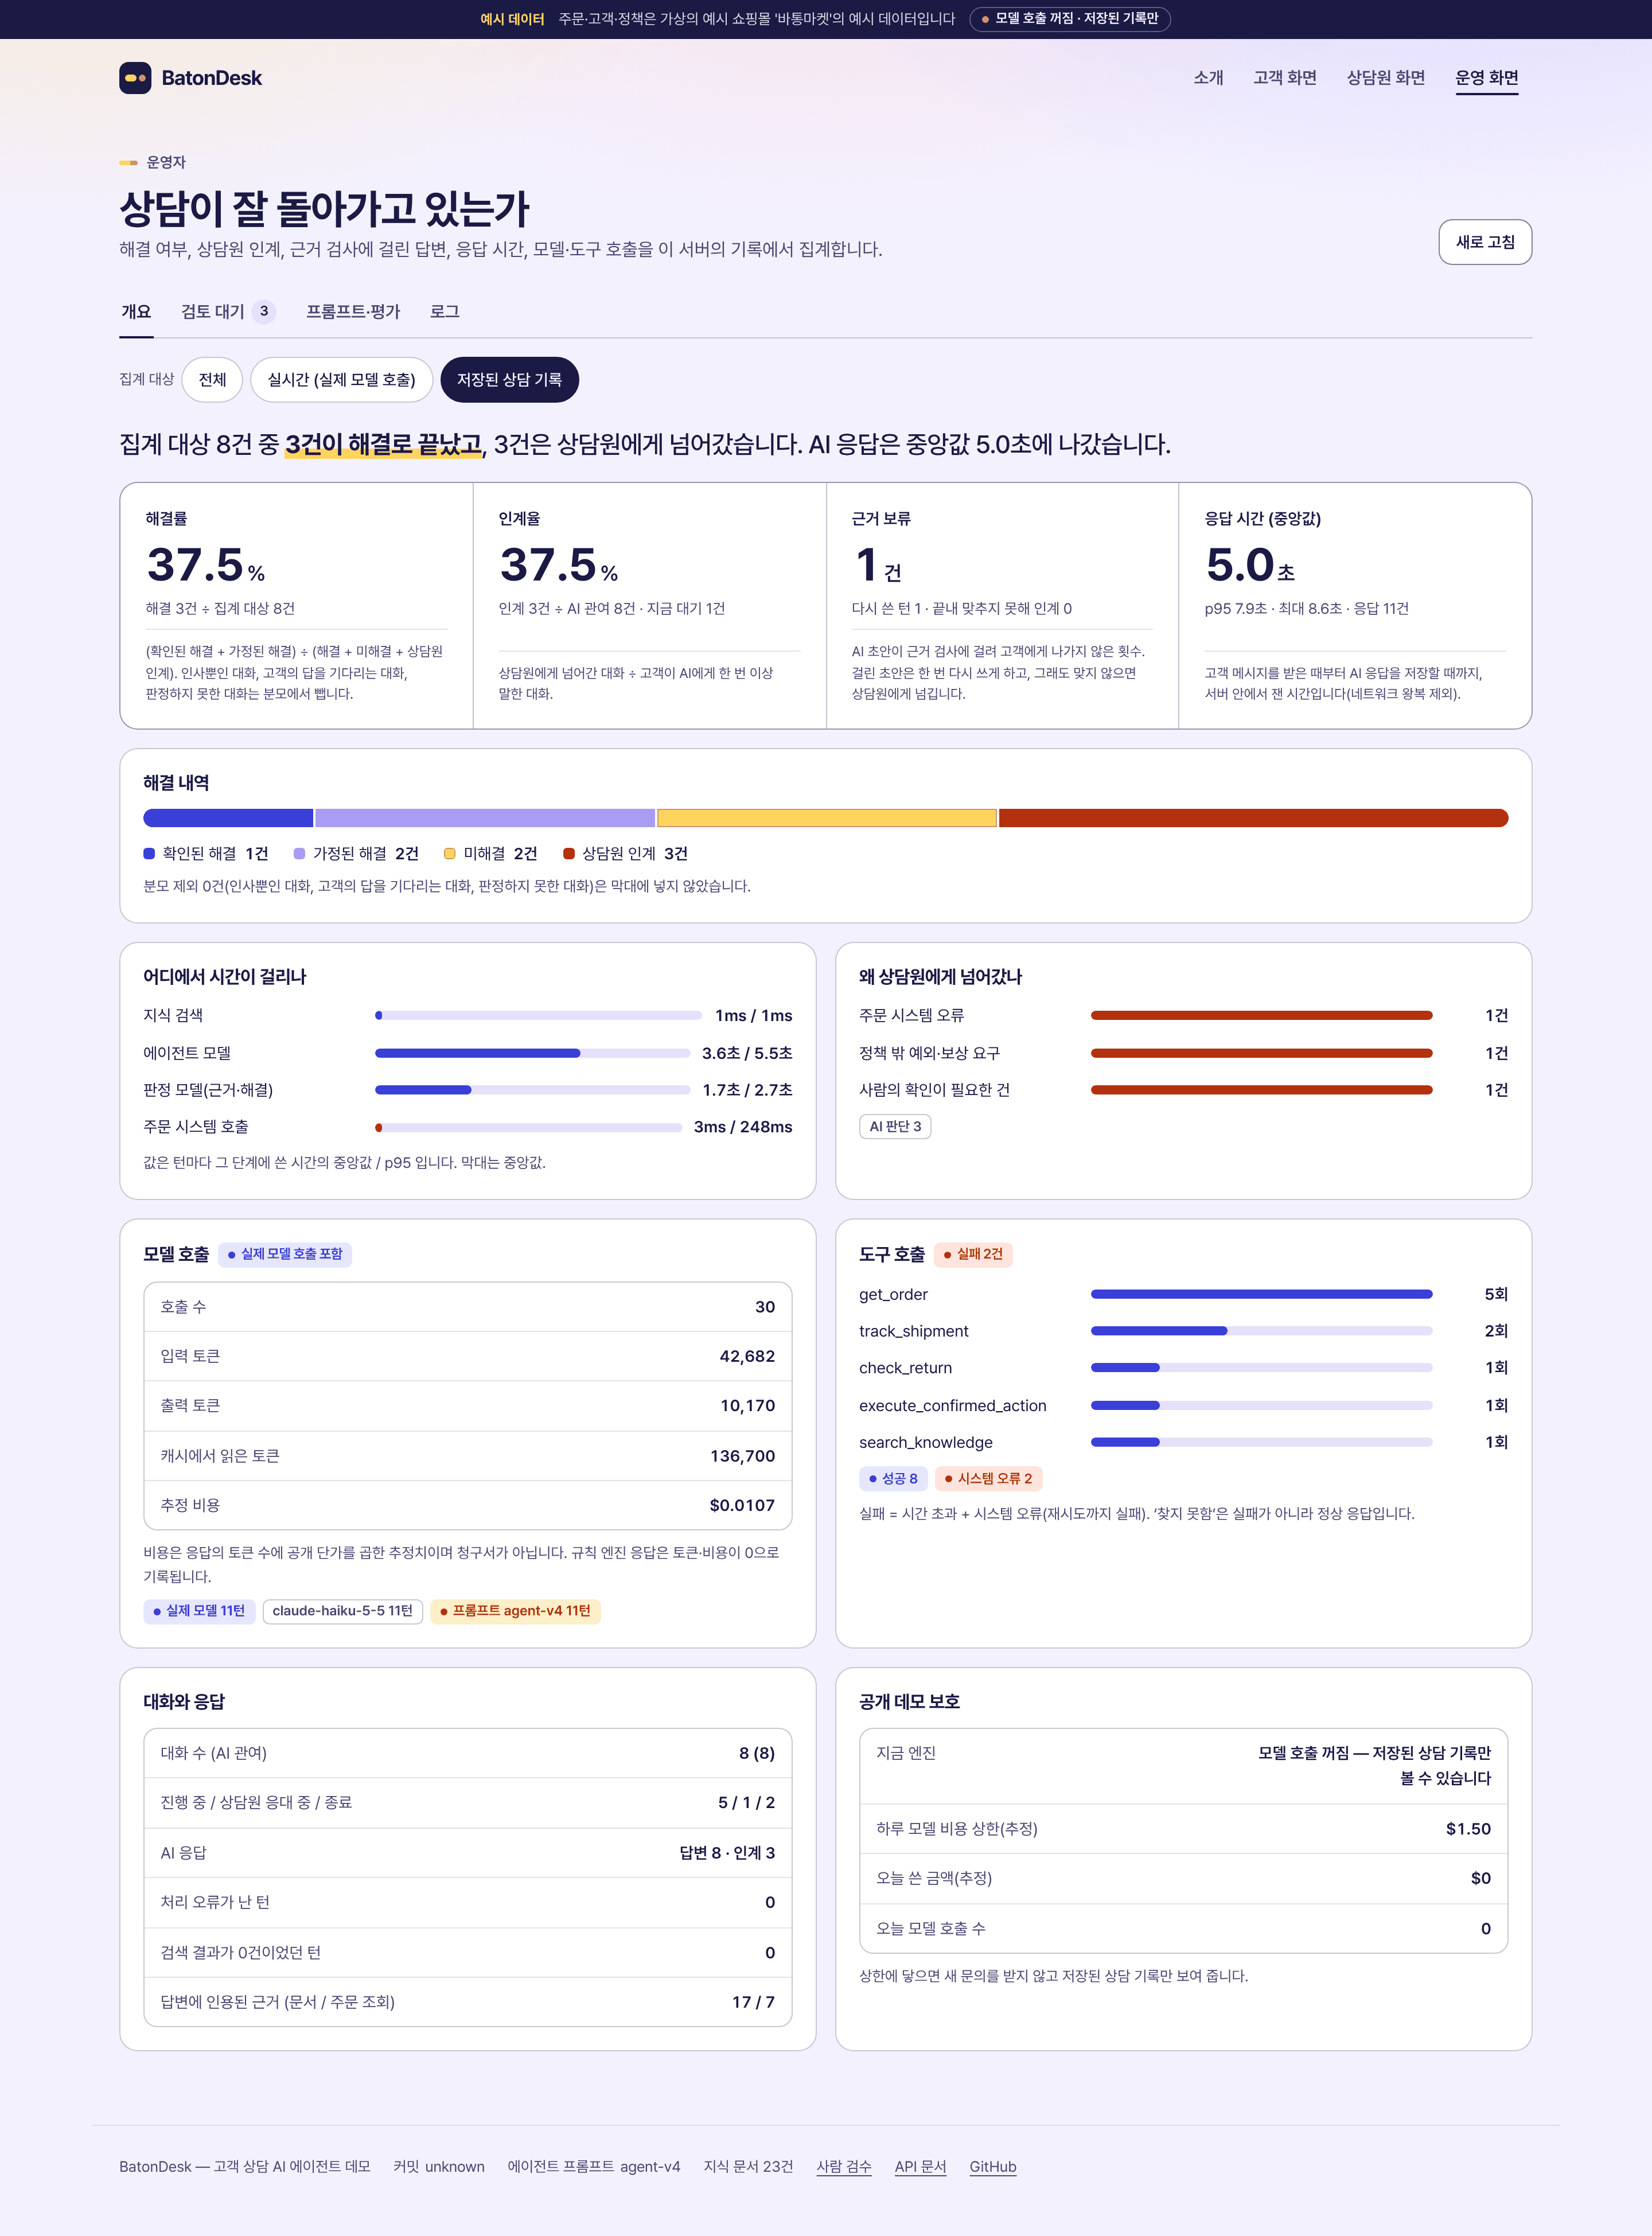 예시 데이터 주문·고객·정책은 가상의 예시 쇼핑몰 '바통마켓'의 예시 데이터입니다 모델 호출 꺼짐 · 저장된 기록만
BatonDesk 소개 고객 화면 상담원 화면 운영 화면
운영자
상담이 잘 돌아가고 있는가
해결 여부, 상담원 인계, 근거 검사에 걸린 답변, 응답 시간, 모델·도구 호출을 이 서버의 기록에서 집계합니다.
새로 고침
개요 검토 대기 3 프롬프트·평가 로그
집계 대상 전체 실시간 (실제 모델 호출) 저장된 상담 기록
집계 대상 8건 중 3건이 해결로 끝났고, 3건은 상담원에게 넘어갔습니다. AI 응답은 중앙값 5.0초에 나갔습니다.
해결률
37.5%
해결 3건 ÷ 집계 대상 8건
(확인된 해결 + 가정된 해결) ÷ (해결 + 미해결 + 상담원
인계). 인사뿐인 대화, 고객의 답을 기다리는 대화,
판정하지 못한 대화는 분모에서 뺍니다.
인계율
37.5%
인계 3건 ÷ AI 관여 8건 · 지금 대기 1건
상담원에게 넘어간 대화 ÷ 고객이 AI에게 한 번 이상
말한 대화.
근거 보류
1건
다시 쓴 턴 1 · 끝내 맞추지 못해 인계 0
AI 초안이 근거 검사에 걸려 고객에게 나가지 않은 횟수.
걸린 초안은 한 번 다시 쓰게 하고, 그래도 맞지 않으면
상담원에게 넘깁니다.
응답 시간 (중앙값)
5.0초
p95 7.9초 · 최대 8.6초 · 응답 11건
고객 메시지를 받은 때부터 AI 응답을 저장할 때까지,
서버 안에서 잰 시간입니다(네트워크 왕복 제외).
해결 내역
확인된 해결 1건 가정된 해결 2건 미해결 2건 상담원 인계 3건
분모 제외 0건(인사뿐인 대화, 고객의 답을 기다리는 대화, 판정하지 못한 대화)은 막대에 넣지 않았습니다.
어디에서 시간이 걸리나
지식 검색 1ms / 1ms
에이전트 모델 3.6초 / 5.5초
판정 모델(근거·해결) 1.7초 / 2.7초
주문 시스템 호출 3ms / 248ms
값은 턴마다 그 단계에 쓴 시간의 중앙값 / p95 입니다. 막대는 중앙값.
왜 상담원에게 넘어갔나
주문 시스템 오류 1건
정책 밖 예외·보상 요구 1건
사람의 확인이 필요한 건 1건
AI 판단 3
모델 호출 실제 모델 호출 포함
호출 수 30
입력 토큰 42,682
출력 토큰 10,170
캐시에서 읽은 토큰 136,700
추정 비용 $0.0107
비용은 응답의 토큰 수에 공개 단가를 곱한 추정치이며 청구서가 아닙니다. 규칙 엔진 응답은 토큰·비용이 0으로
기록됩니다.
실제 모델 11턴 claude-haiku-5-5 11턴 프롬프트 agent-v4 11턴
도구 호출 실패 2건
get_order 5회
track_shipment 2회
check_return 1회
execute_confirmed_action 1회
search_knowledge 1회
성공 8 시스템 오류 2
실패 = 시간 초과 + 시스템 오류(재시도까지 실패). ‘찾지 못함’은 실패가 아니라 정상 응답입니다.
대화와 응답
대화 수 (AI 관여) 8 (8)
진행 중 / 상담원 응대 중 / 종료 5 / 1 / 2
AI 응답 답변 8 · 인계 3
처리 오류가 난 턴 0
검색 결과가 0건이었던 턴 0
답변에 인용된 근거 (문서 / 주문 조회) 17 / 7
공개 데모 보호
지금 엔진 모델 호출 꺼짐 — 저장된 상담 기록만
볼 수 있습니다
하루 모델 비용 상한(추정) $1.50
오늘 쓴 금액(추정) $0
오늘 모델 호출 수 0
상한에 닿으면 새 문의를 받지 않고 저장된 상담 기록만 보여 줍니다.
BatonDesk — 고객 상담 AI 에이전트 데모 커밋 unknown 에이전트 프롬프트 agent-v4 지식 문서 23건 사람 검수 API 문서 GitHub